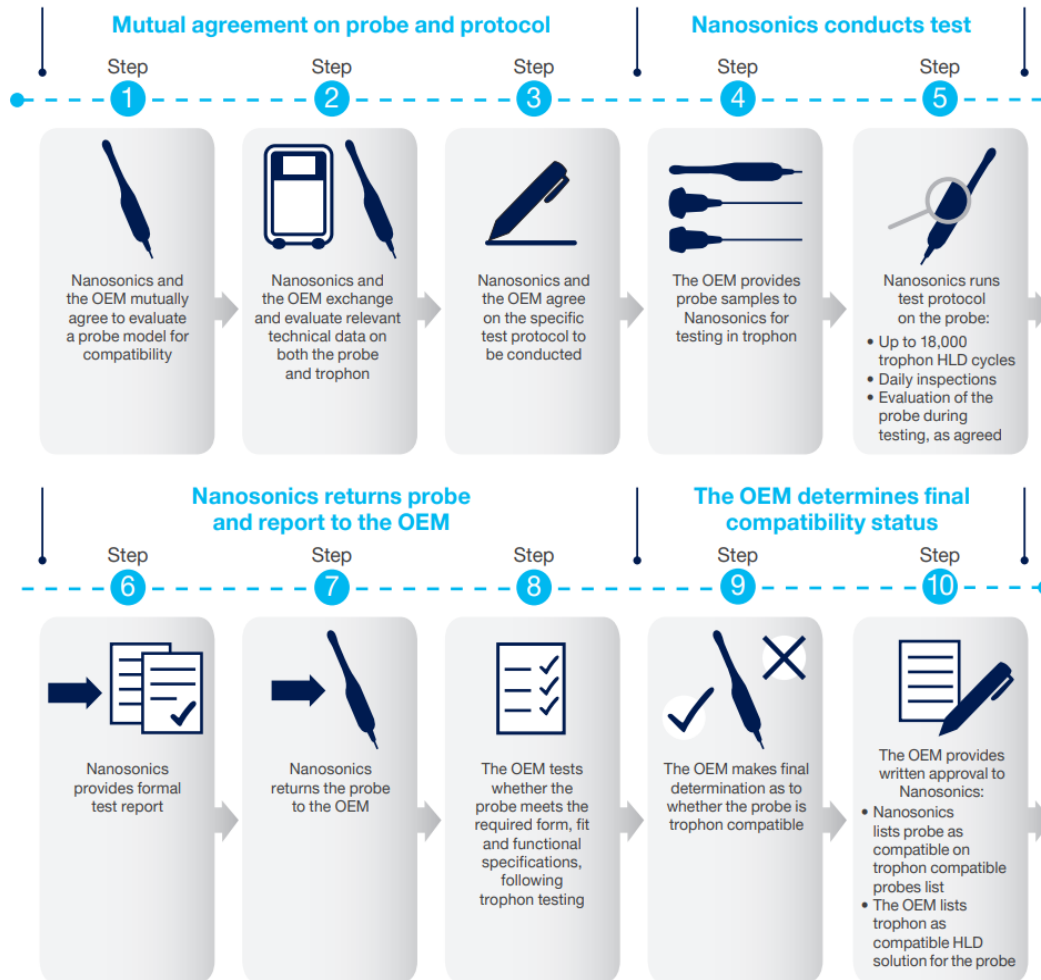 Mutual agreement on probe and protocol
Nanosonics conducts test
Step
1
Step
2
Step
3
Step
4
Step
5
Nanosonics and
the OEM mutually
agree to evaluate
a probe model for
compatibility
Nanosonics and
the OEM exchange
and evaluate relevant
technical data on
both the probe
and trophon
Nanosonics and
the OEM agree
on the specific
test protocol to
be conducted
The OEM provides
probe samples to
Nanosonics for
testing in trophon
Nanosonics runs
test protocol
on the probe:
• Up to 18,000
trophon HLD cycles
• Daily inspections
• Evaluation of the
probe during
testing, as agreed
Nanosonics returns probe
and report to the OEM
The OEM determines final
compatibility status
Step
6
Step
7
Step
8
Step
9
Step
10
Nanosonics
provides formal
test report
Nanosonics
returns the probe
to the OEM
The OEM tests
whether the
probe meets the
required form, fit
and functional
specifications,
following
trophon testing
The OEM makes final
determination as to
whether the probe is
trophon compatible
The OEM provides
written approval to
Nanosonics:
• Nanosonics
lists probe as
compatible on
trophon compatible
probes list
• The OEM lists
trophon as
compatible HLD
solution for the probe